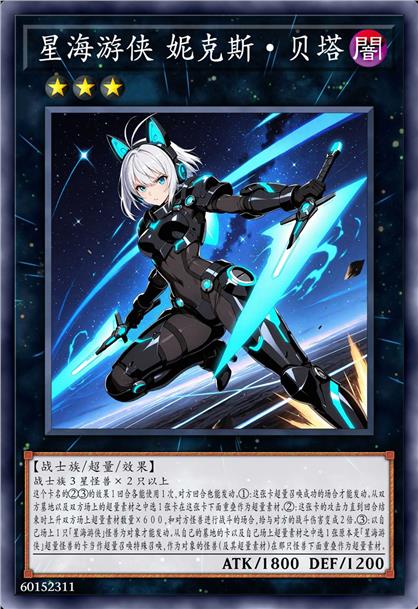 星海游侠 妮克斯·贝塔
闇
【战士族/超量/效果】
战士族3星怪兽×2只以上
这个卡名的②③的效果1回合各能使用1次,对方回合也能发动。①:这张卡超量召唤成功的场合才能发动。从双
方墓地以及双方场上的超量素材之中选1张卡在这张卡下面重叠作为超量素材。②:这张卡的攻击力直到回合结
束时上升双方场上超量素材数量×600,和对方怪兽进行战斗的场合,给与对方的战斗伤害变成2倍。③:以自
己场上1只「星海游侠」怪兽为对象才能发动。从自己的墓地的卡以及自己场上超量素材之中选1张原本是「星海游
侠」超量怪兽的卡当作超量召唤特殊召唤,作为对象的怪兽(及其超量素材)在那只怪兽下面重叠作为超量素材。
ATK/1800 DEF/1200
60152311